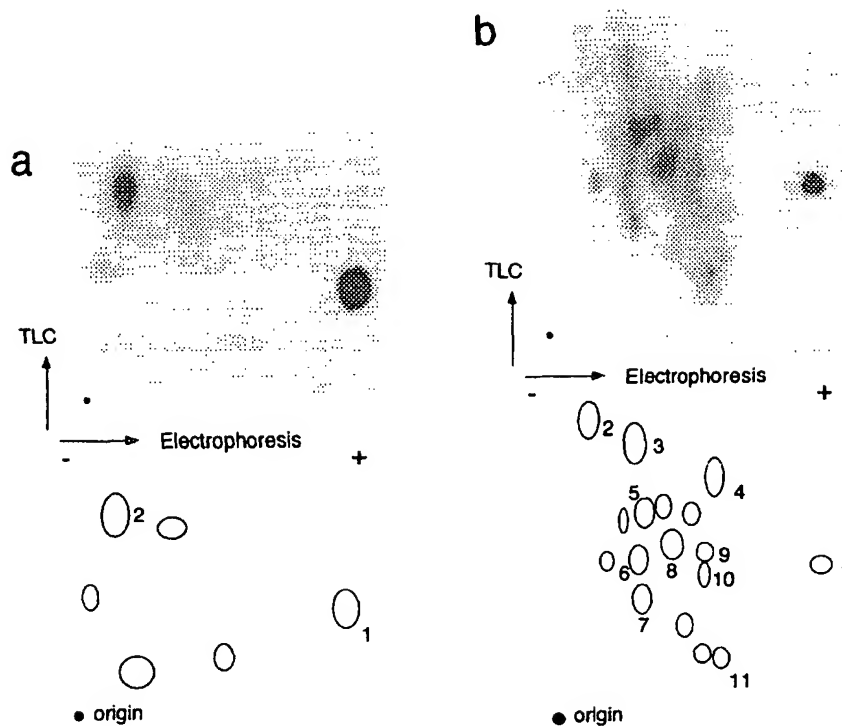 a
TLC
Electrophoresis
-
+
2
1
origin
b
TLC
Electrophoresis
-
+
2
3
4
5
6
7
8
9
10
11
origin